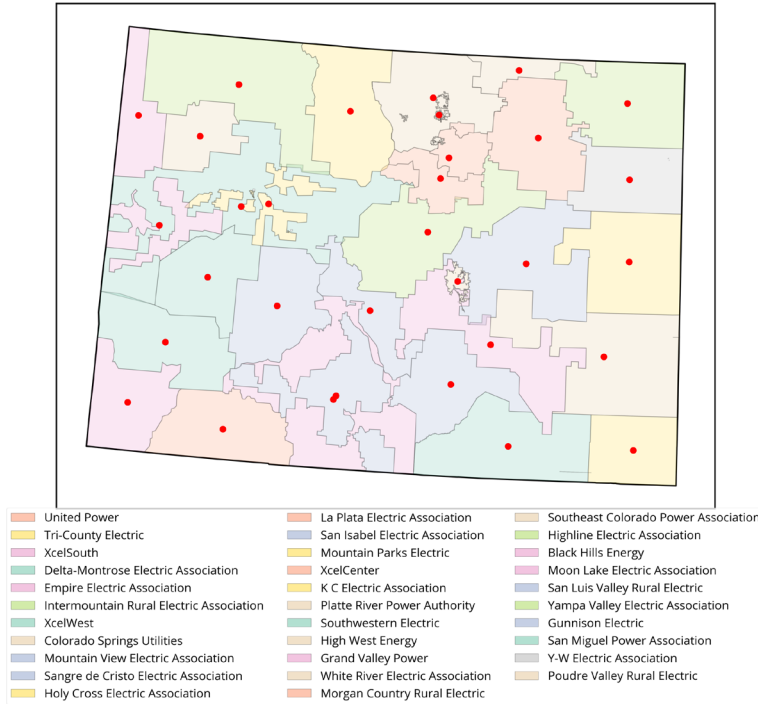 United Power
Tri-County Electric
XcelSouth
Delta-Montrose Electric Association
Empire Electric Association
Intermountain Rural Electric Association
XcelWest
Colorado Springs Utilities
Mountain View Electric Association
Sangre de Cristo Electric Association
Holy Cross Electric Association
La Plata Electric Association
San Isabel Electric Association
Mountain Parks Electric
XcelCenter
K C Electric Association
Platte River Power Authority
Southwestern Electric
High West Energy
Grand Valley Power
White River Electric Association
Morgan Country Rural Electric
Southeast Colorado Power Association
Highline Electric Association
Black Hills Energy
Moon Lake Electric Association
San Luis Valley Rural Electric
Yampa Valley Electric Association
Gunnison Electric
San Miguel Power Association
Y-W Electric Association
Poudre Valley Rural Electric